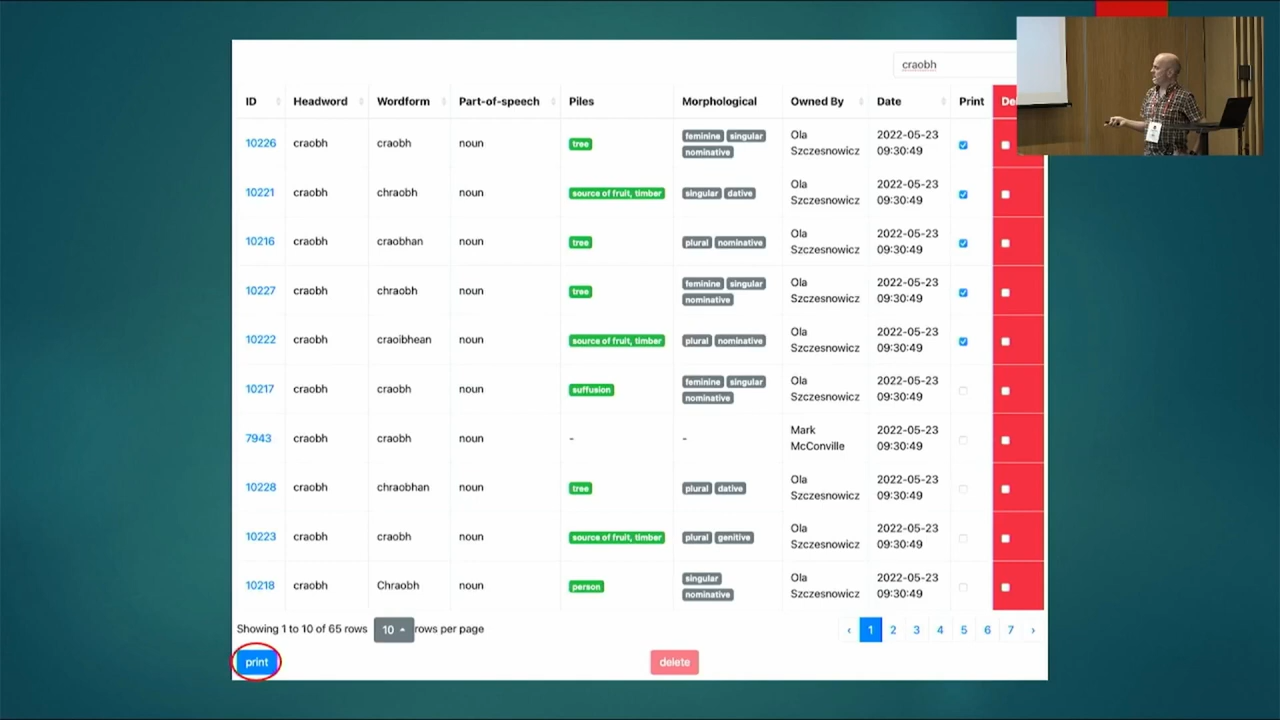 craobh
ID Headword Wordform Part-of-speech Piles Morphological Owned By Date Print
10226 craobh craobh noun tree feminine singular nominative Ola Szczesnowicz 2022-05-23 09:30:49
10221 craobh chraobh noun source of fruit, timber singular dative Ola Szczesnowicz 2022-05-23 09:30:49
10216 craobh craobhan noun tree plural nominative Ola Szczesnowicz 2022-05-23 09:30:49
10227 craobh chraobh noun tree feminine singular nominative Ola Szczesnowicz 2022-05-23 09:30:49
10222 craobh craoibhean noun source of fruit, timber plural nominative Ola Szczesnowicz 2022-05-23 09:30:49
10217 craobh craobh noun suffusion feminine singular nominative Ola Szczesnowicz 2022-05-23 09:30:49
7943 craobh craobh noun - - Mark McConville 2022-05-23 09:30:49
10228 craobh chraobhan noun tree plural dative Ola Szczesnowicz 2022-05-23 09:30:49
10223 craobh craobh noun source of fruit, timber plural genitive Ola Szczesnowicz 2022-05-23 09:30:49
10218 craobh Chraobh noun person singular nominative Ola Szczesnowicz 2022-05-23 09:30:49
Showing 1 to 10 of 65 rows 10 rows per page ‹ 1 2 3 4 5 6 7 ›
print delete